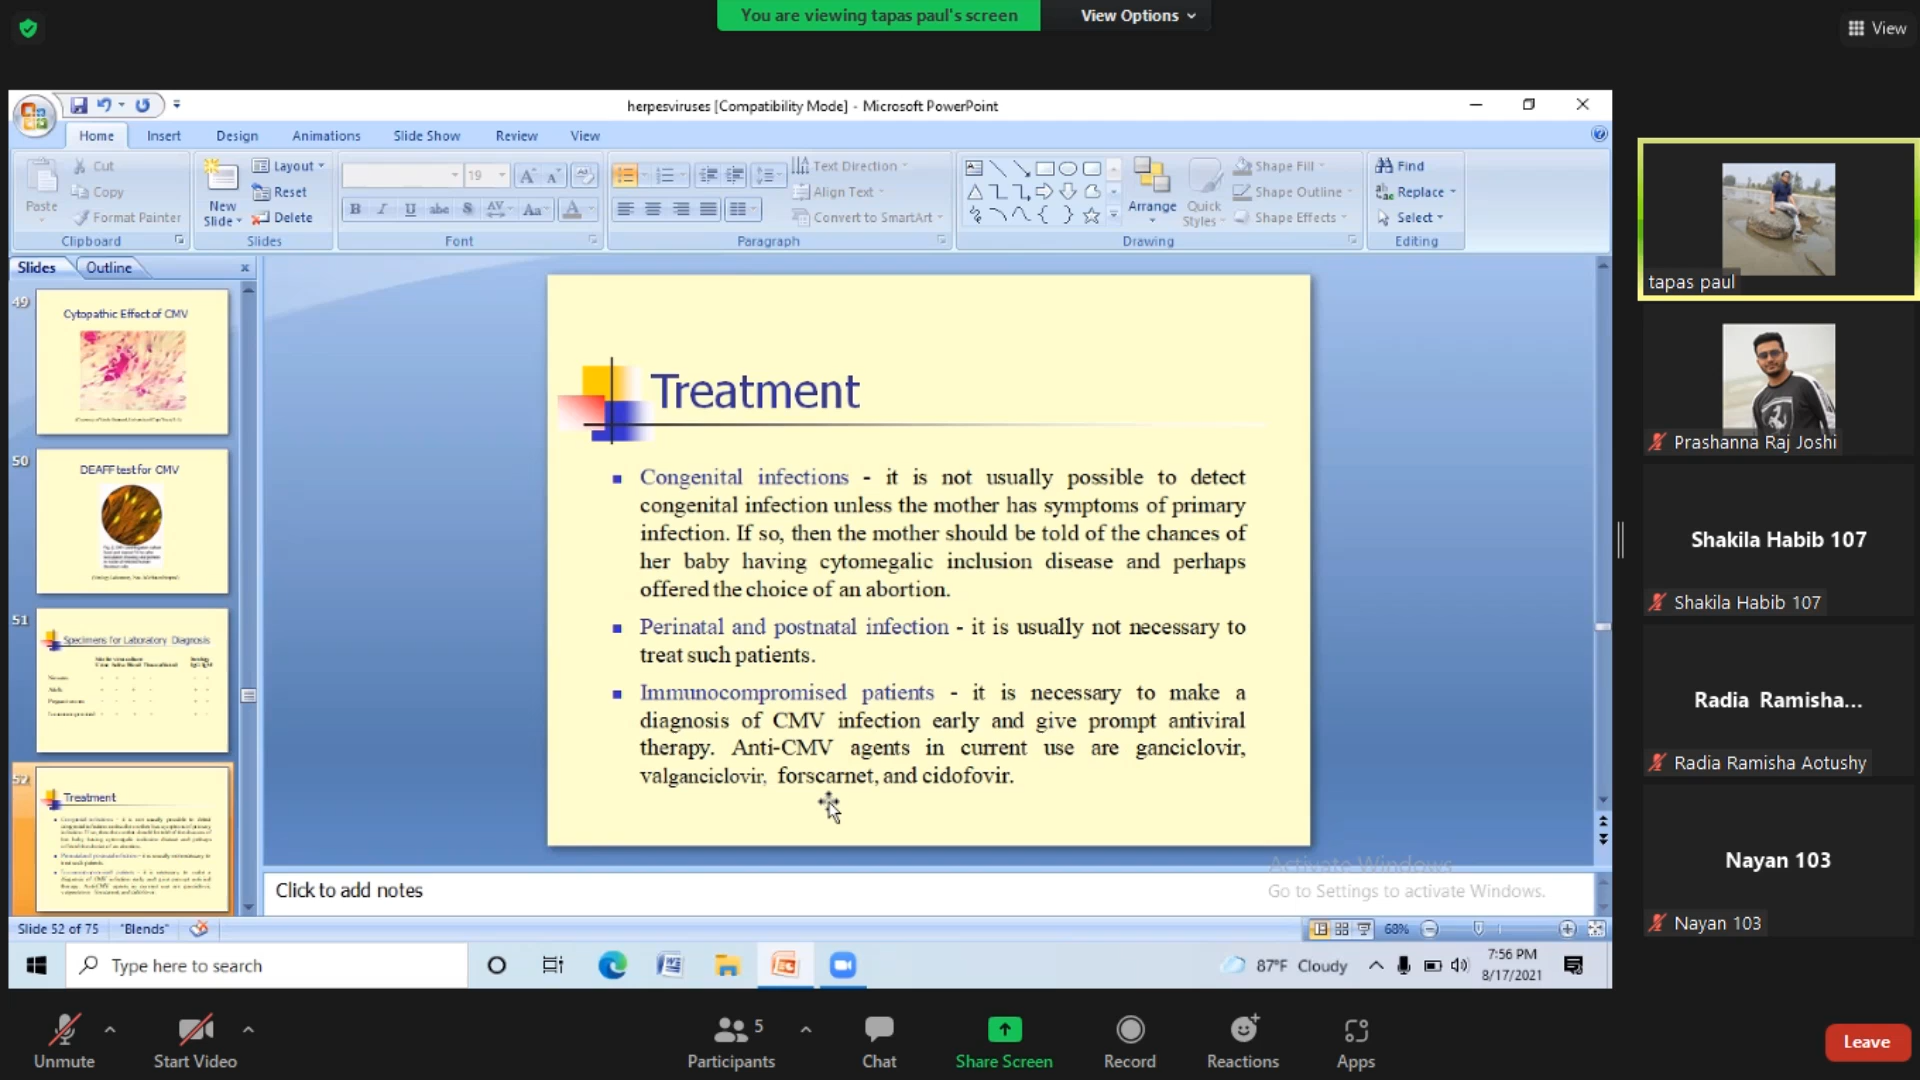 You are viewing tapas paul's screen
View Options
View
herpesviruses [Compatibility Mode] - Microsoft PowerPoint
Home
Insert
Design
Animations
Slide Show
Review
View
Paste
Cut
Copy
Format Painter
Clipboard
New Slide
Layout
Reset
Delete
Slides
19
Font
Text Direction
Align Text
Convert to SmartArt
Paragraph
Arrange
Quick Styles
Shape Fill
Shape Outline
Shape Effects
Drawing
Find
Replace
Select
Editing
Slides
Outline
49
Cytopathic Effect of CMV
50
DEAFF test for CMV
51
Specimens for Laboratory Diagnosis
52
Treatment
Treatment
Congenital infections - it is not usually possible to detect
congenital infection unless the mother has symptoms of primary
infection. If so, then the mother should be told of the chances of
her baby having cytomegalic inclusion disease and perhaps
offered the choice of an abortion.
Perinatal and postnatal infection - it is usually not necessary to
treat such patients.
Immunocompromised patients - it is necessary to make a
diagnosis of CMV infection early and give prompt antiviral
therapy. Anti-CMV agents in current use are ganciclovir,
valganciclovir, forscarnet, and cidofovir.
Click to add notes
Activate Windows
Go to Settings to activate Windows.
Slide 52 of 75
"Blends"
68%
Type here to search
87°F Cloudy
7:56 PM
8/17/2021
tapas paul
Prashanna Raj Joshi
Shakila Habib 107
Shakila Habib 107
Radia Ramisha...
Radia Ramisha Aotushy
Nayan 103
Nayan 103
Unmute
Start Video
5
Participants
Chat
Share Screen
Record
Reactions
Apps
Leave